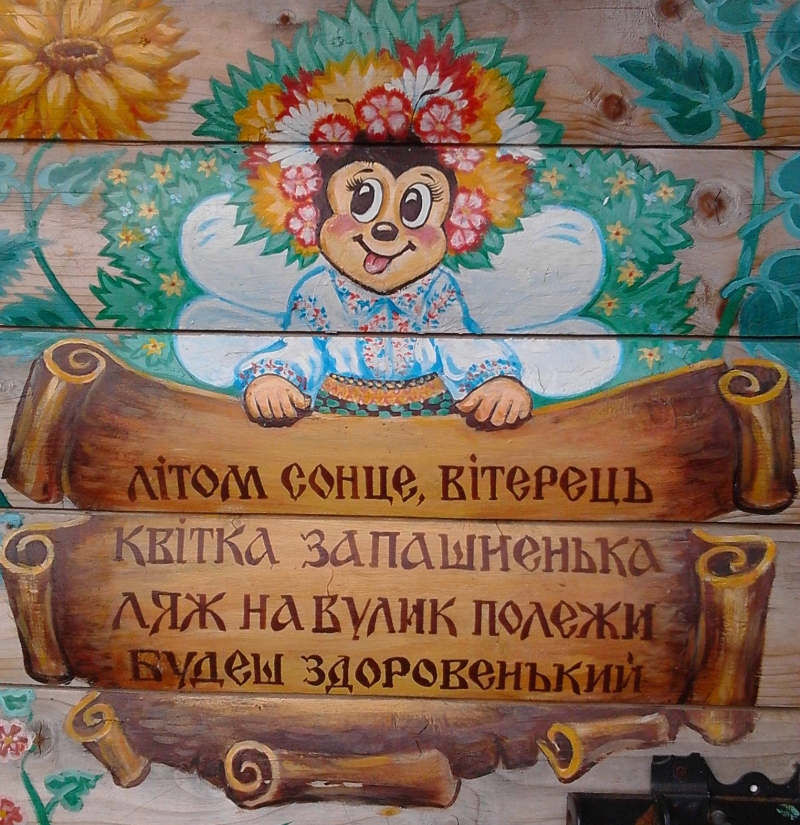 літом сонце, вітерець
квітка запашненька
ляж на вулик полежи
будеш здоровенький